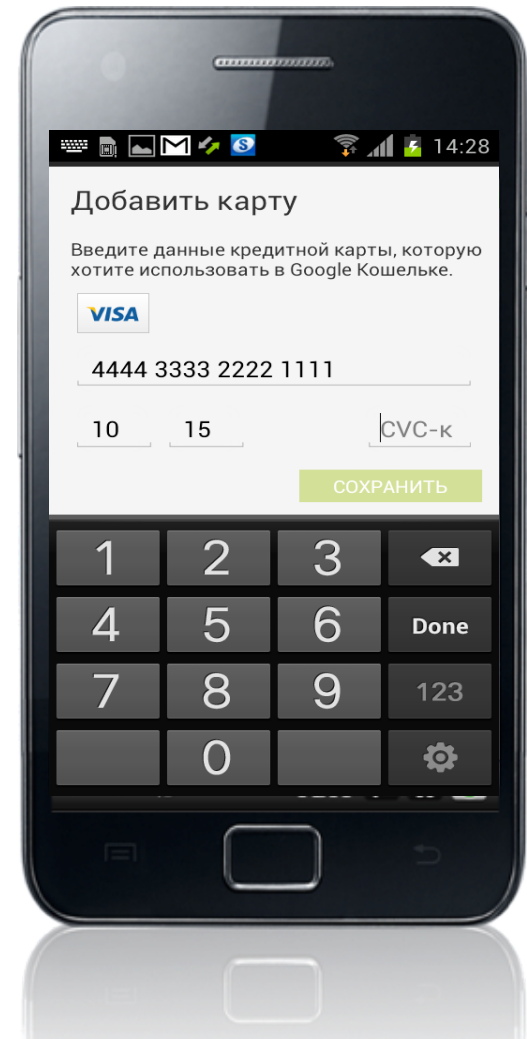 14:28
Добавить карту
Введите данные кредитной карты, которую
хотите использовать в Google Кошельке.
VISA
4444 3333 2222 1111
10 15 CVC-к
СОХРАНИТЬ
1 2 3
4 5 6 Done
7 8 9 123
0